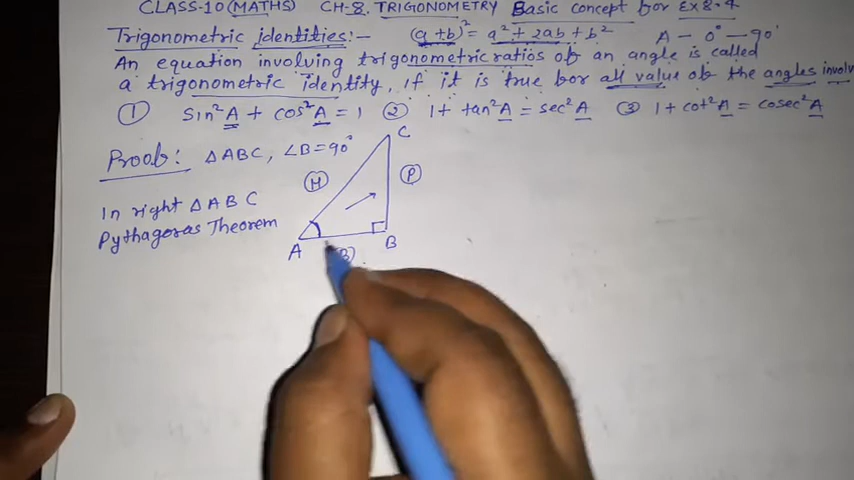 CLASS-10 (MATHS) CH-8. TRIGONOMETRY Basic concept for Ex 8.4
Trigonometric identities:- (a+b)² = a² + 2ab + b² A - 0° - 90°
An equation involving trigonometric ratios of an angle is called
a trigonometric identity, if it is true for all value of the angles involv
① sin²A + cos²A = 1 ② 1 + tan²A = sec²A ③ 1 + cot²A = cosec²A
Proof: △ABC, ∠B=90°
C
H P
In right △ABC
Pythagoras Theorem
A B
B